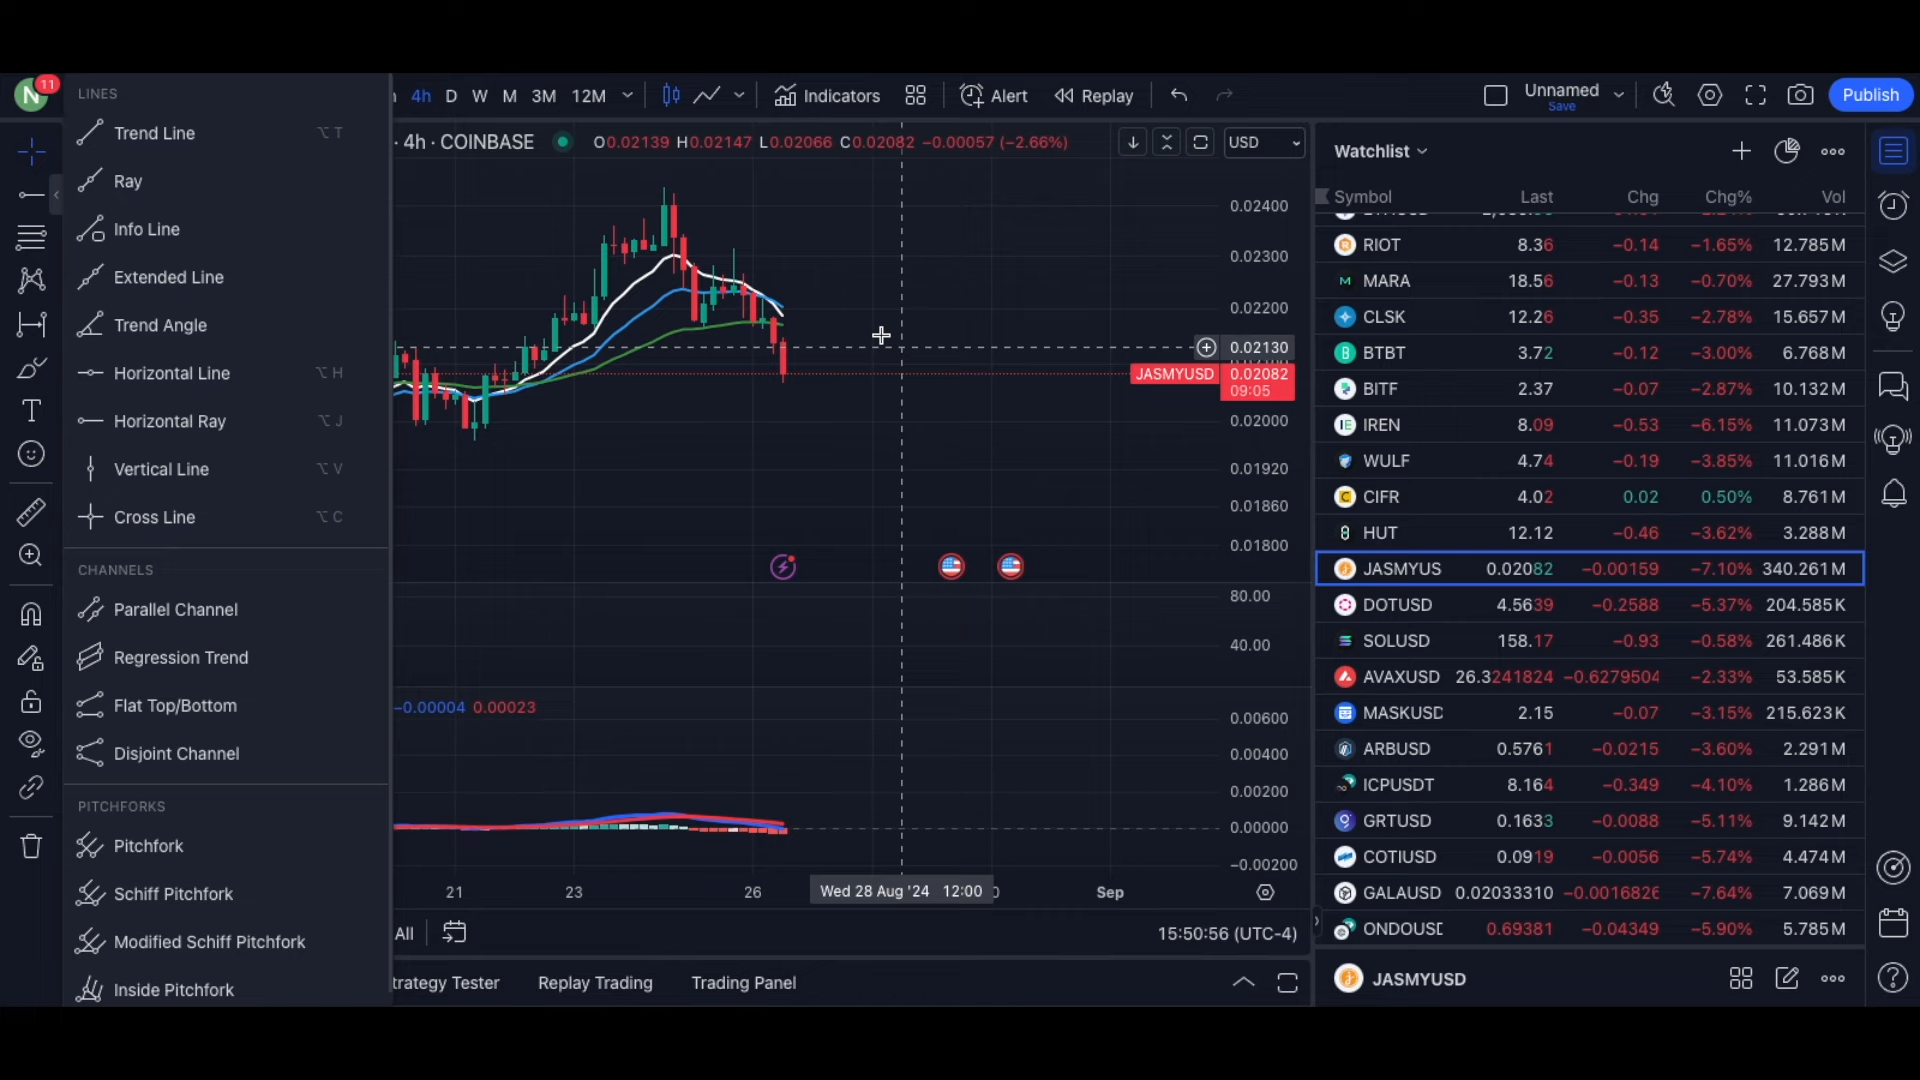 N
11
4h D W M 3M 12M Indicators Alert Replay Unnamed Save Publish
LINES
Trend Line ⌥ T
Ray
Info Line
Extended Line
Trend Angle
Horizontal Line ⌥ H
Horizontal Ray ⌥ J
Vertical Line ⌥ V
Cross Line ⌥ C
CHANNELS
Parallel Channel
Regression Trend
Flat Top/Bottom
Disjoint Channel
PITCHFORKS
Pitchfork
Schiff Pitchfork
Modified Schiff Pitchfork
Inside Pitchfork
· 4h · COINBASE O0.02139 H0.02147 L0.02066 C0.02082 −0.00057 (−2.66%)
USD
0.02400
0.02300
0.02200
0.02130
JASMYUSD 0.02082
09:05
0.02000
0.01920
0.01860
0.01800
80.00
40.00
−0.00004 0.00023
0.00600
0.00400
0.00200
0.00000
−0.00200
21 23 26 Wed 28 Aug '24 12:00 Sep
All 15:50:56 (UTC-4)
trategy Tester Replay Trading Trading Panel
Watchlist
Symbol Last Chg Chg% Vol
RIOT 8.36 −0.14 −1.65% 12.785M
MARA 18.56 −0.13 −0.70% 27.793M
CLSK 12.26 −0.35 −2.78% 15.657M
BTBT 3.72 −0.12 −3.00% 6.768M
BITF 2.37 −0.07 −2.87% 10.132M
IREN 8.09 −0.53 −6.15% 11.073M
WULF 4.74 −0.19 −3.85% 11.016M
CIFR 4.02 0.02 0.50% 8.761M
HUT 12.12 −0.46 −3.62% 3.288M
JASMYUS 0.02082 −0.00159 −7.10% 340.261M
DOTUSD 4.5639 −0.2588 −5.37% 204.585K
SOLUSD 158.17 −0.93 −0.58% 261.486K
AVAXUSD 26.3241824 −0.6279504 −2.33% 53.585K
MASKUSD 2.15 −0.07 −3.15% 215.623K
ARBUSD 0.5761 −0.0215 −3.60% 2.291M
ICPUSDT 8.164 −0.349 −4.10% 1.286M
GRTUSD 0.1633 −0.0088 −5.11% 9.142M
COTIUSD 0.0919 −0.0056 −5.74% 4.474M
GALAUSD 0.02033310 −0.0016826 −7.64% 7.069M
ONDOUSD 0.69381 −0.04349 −5.90% 5.785M
JASMYUSD